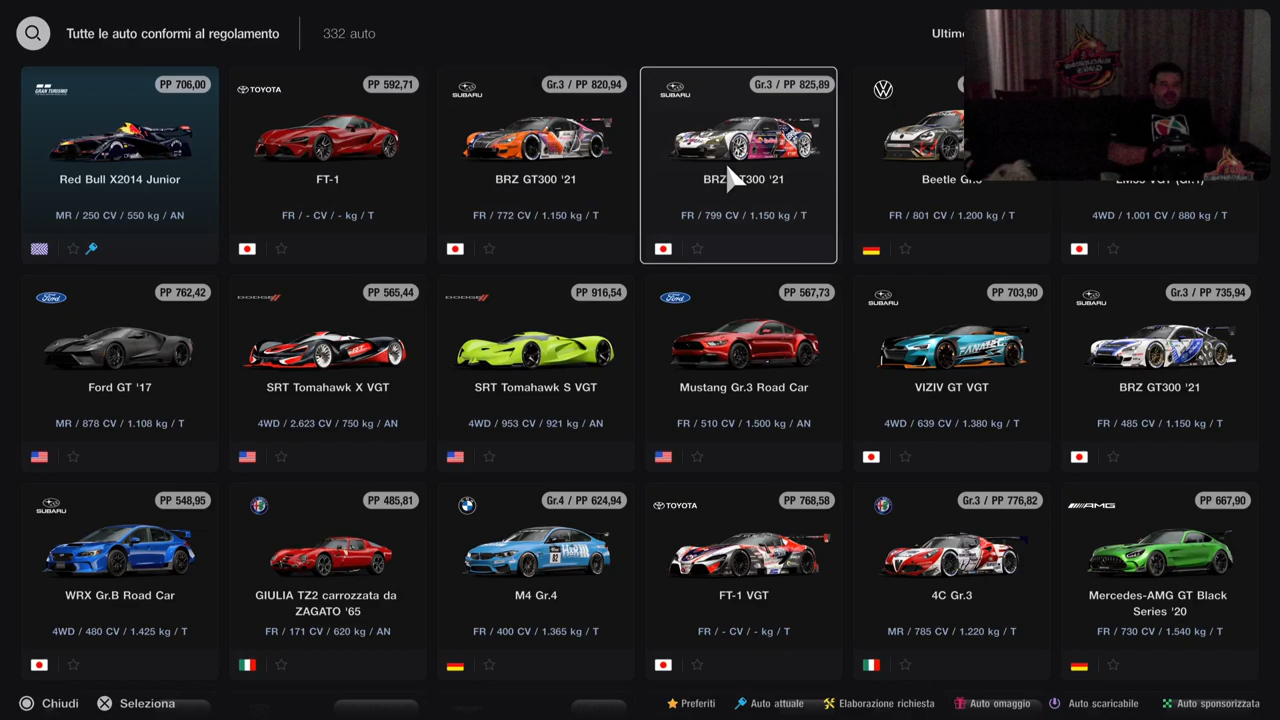 Tutte le auto conformi al regolamento
332 auto
Ultime
GRAN TURISMO
PP 706,00
Red Bull X2014 Junior
MR / 250 CV / 550 kg / AN
TOYOTA
PP 592,71
FT-1
FR / - CV / - kg / T
SUBARU
Gr.3 / PP 820,94
BRZ GT300 '21
FR / 772 CV / 1.150 kg / T
SUBARU
Gr.3 / PP 825,89
BRZ GT300 '21
FR / 799 CV / 1.150 kg / T
Beetle Gr.3
FR / 801 CV / 1.200 kg / T
LM55 VGT (Gr.1)
4WD / 1.001 CV / 880 kg / T
Ford
PP 762,42
Ford GT '17
MR / 878 CV / 1.108 kg / T
DODGE
PP 565,44
SRT Tomahawk X VGT
4WD / 2.623 CV / 750 kg / AN
DODGE
PP 916,54
SRT Tomahawk S VGT
4WD / 953 CV / 921 kg / AN
Ford
PP 567,73
Mustang Gr.3 Road Car
FR / 510 CV / 1.500 kg / AN
SUBARU
PP 703,90
FANATEC
VIZIV GT VGT
4WD / 639 CV / 1.380 kg / T
SUBARU
Gr.3 / PP 735,94
BRZ GT300 '21
FR / 485 CV / 1.150 kg / T
SUBARU
PP 548,95
WRX Gr.B Road Car
4WD / 480 CV / 1.425 kg / T
PP 485,81
GIULIA TZ2 carrozzata da
ZAGATO '65
FR / 171 CV / 620 kg / AN
Gr.4 / PP 624,94
M4 Gr.4
FR / 400 CV / 1.365 kg / T
TOYOTA
PP 768,58
FT-1 VGT
FR / - CV / - kg / T
Gr.3 / PP 776,82
4C Gr.3
MR / 785 CV / 1.220 kg / T
AMG
PP 667,90
Mercedes-AMG GT Black
Series '20
FR / 730 CV / 1.540 kg / T
Chiudi
Seleziona
Preferiti
Auto attuale
Elaborazione richiesta
Auto omaggio
Auto scaricabile
Auto sponsorizzata